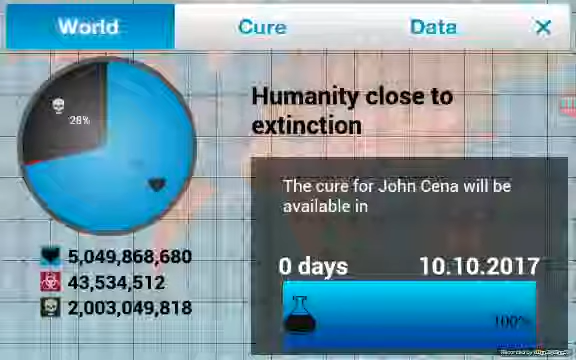 World Cure Data X
28%
Humanity close to
extinction
The cure for John Cena will be
available in
5,049,868,680
43,534,512
2,003,049,818
0 days 10.10.2017
100%